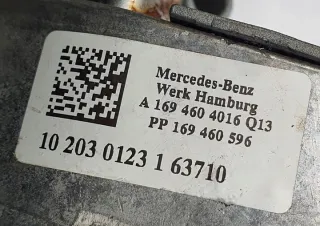 Mercedes-Benz
Werk Hamburg
A 169 460 4016 Q13
PP 169 460 596
10 203 0123 1 63710